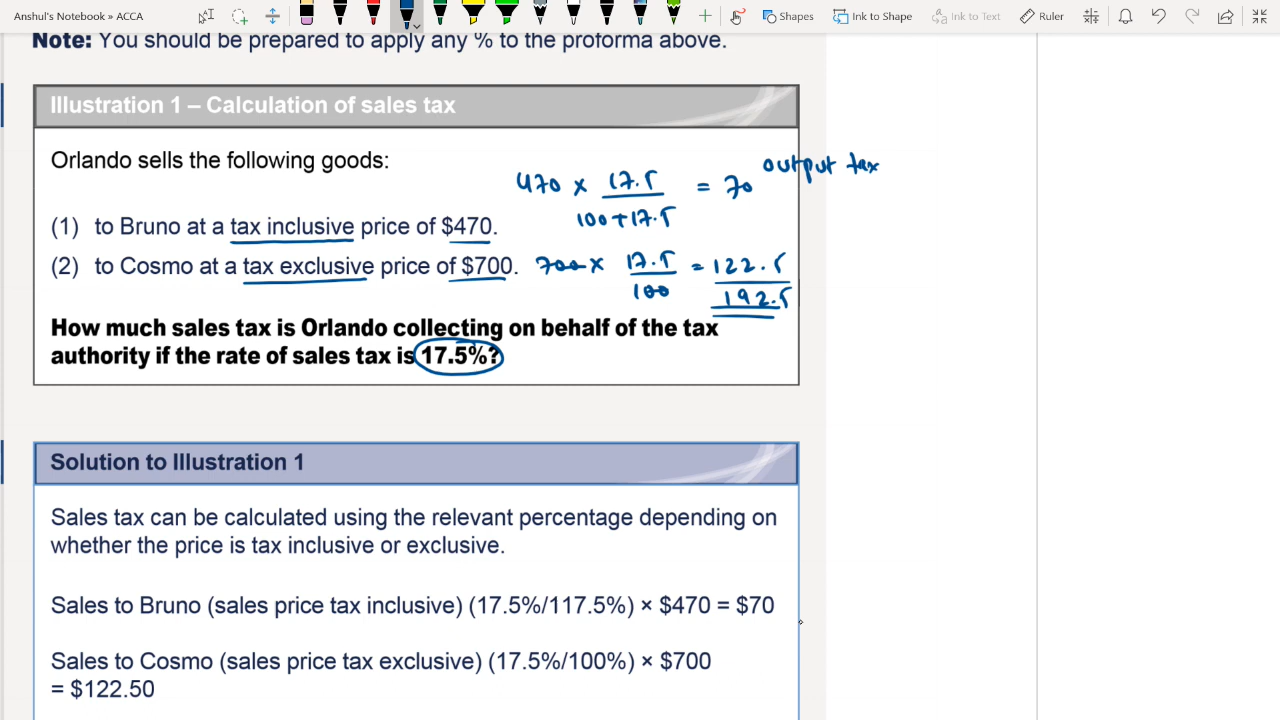 Anshul's Notebook » ACCA
Shapes
Ink to Shape
Ink to Text
Ruler
Note: You should be prepared to apply any % to the proforma above.
Illustration 1 – Calculation of sales tax
Orlando sells the following goods:
470 × 17.5 / 100+17.5 = 70 output tax
(1) to Bruno at a tax inclusive price of $470.
(2) to Cosmo at a tax exclusive price of $700.
700 × 17.5 / 100 = 122.5
192.5
How much sales tax is Orlando collecting on behalf of the tax
authority if the rate of sales tax is 17.5%?
Solution to Illustration 1
Sales tax can be calculated using the relevant percentage depending on
whether the price is tax inclusive or exclusive.
Sales to Bruno (sales price tax inclusive) (17.5%/117.5%) × $470 = $70
Sales to Cosmo (sales price tax exclusive) (17.5%/100%) × $700
= $122.50